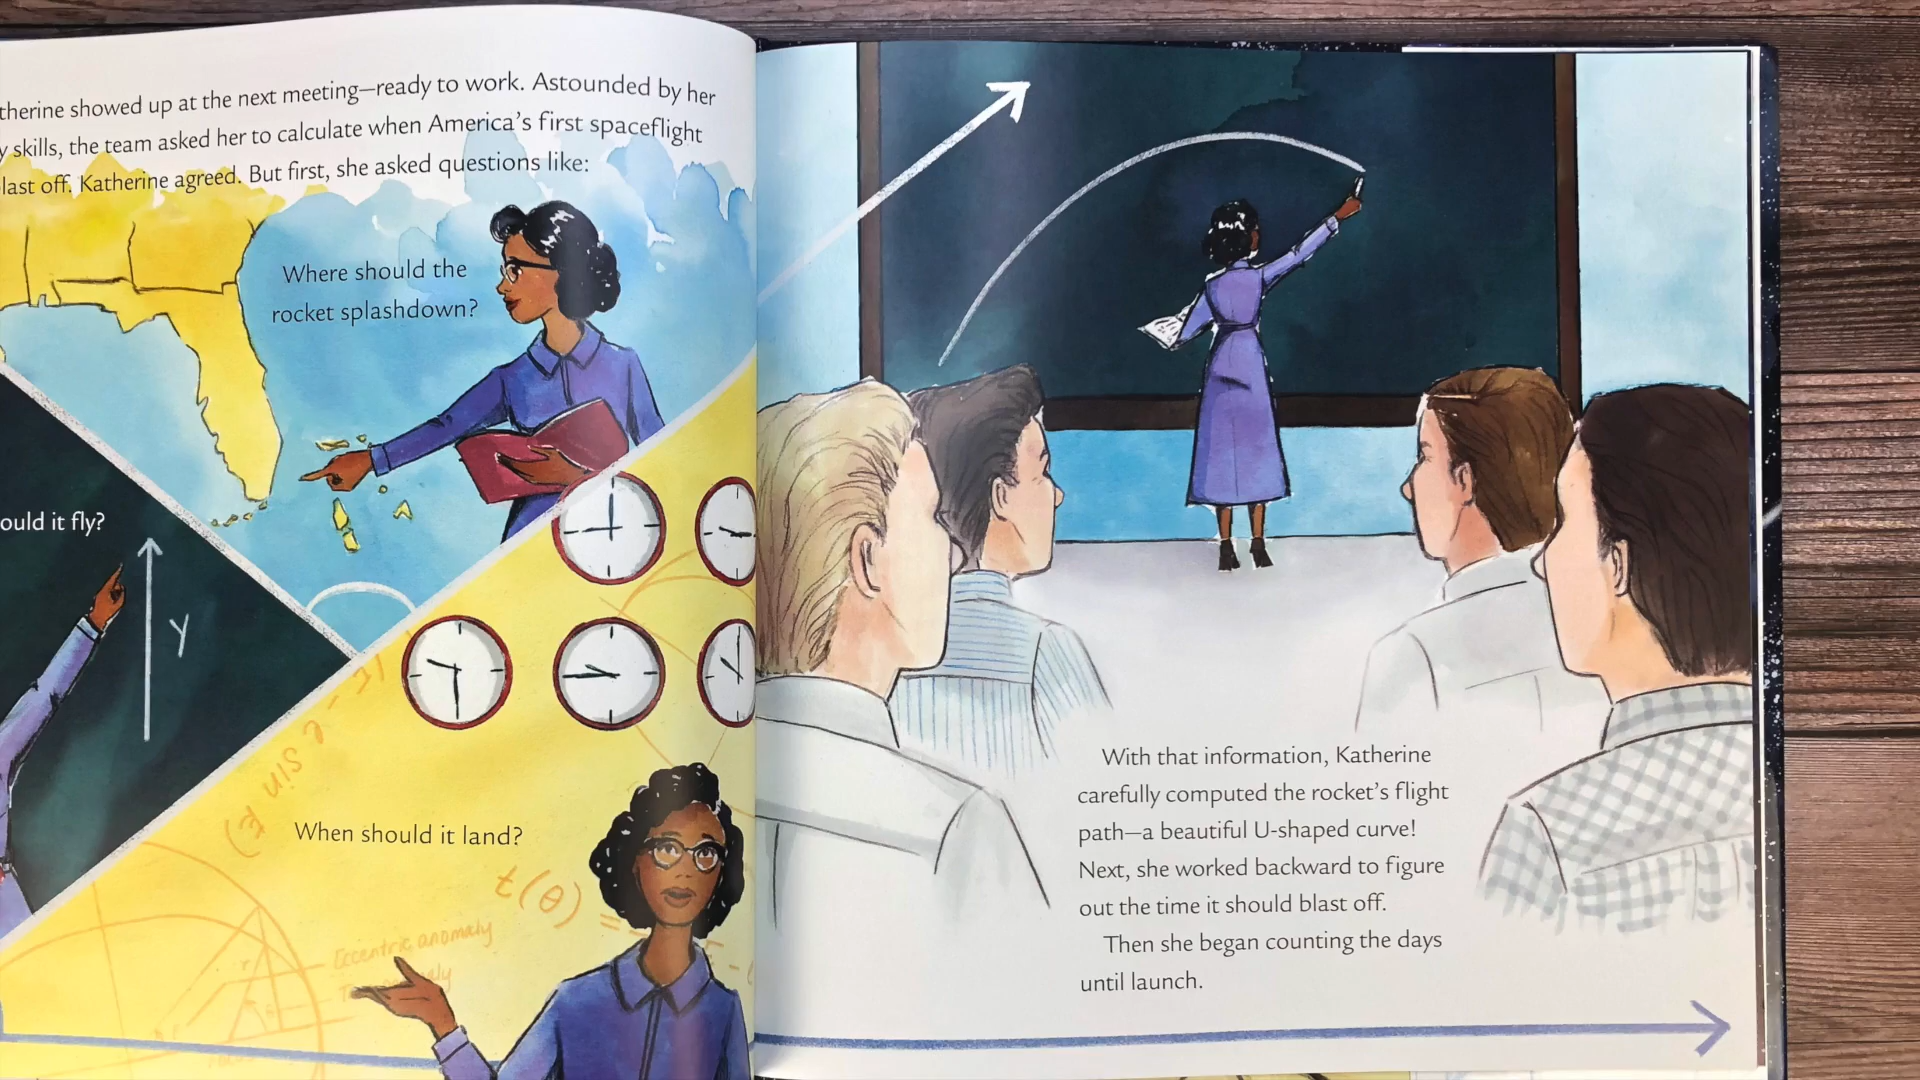 therine showed up at the next meeting—ready to work. Astounded by her
y skills, the team asked her to calculate when America's first spaceflight
last off. Katherine agreed. But first, she asked questions like:
Where should the
rocket splashdown?
ould it fly?
y
When should it land?
- e sin E)
t(θ) =
Eccentric anomaly
With that information, Katherine
carefully computed the rocket's flight
path—a beautiful U-shaped curve!
Next, she worked backward to figure
out the time it should blast off.
Then she began counting the days
until launch.